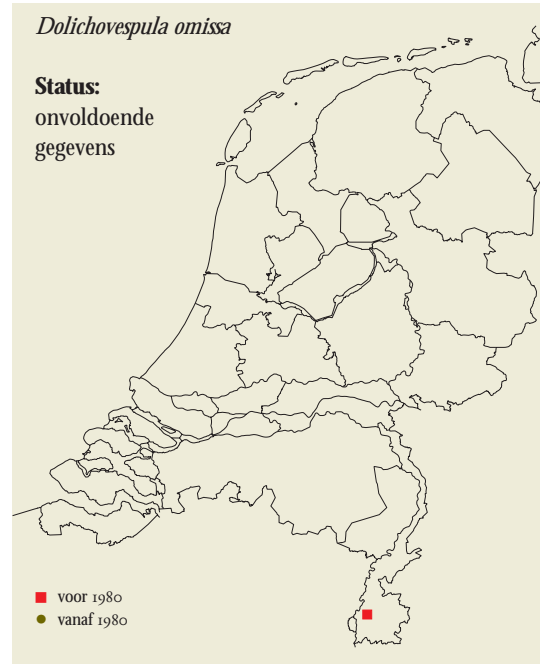 Dolichovespula omissa
Status:
onvoldoende
gegevens
voor 1980
vanaf 1980